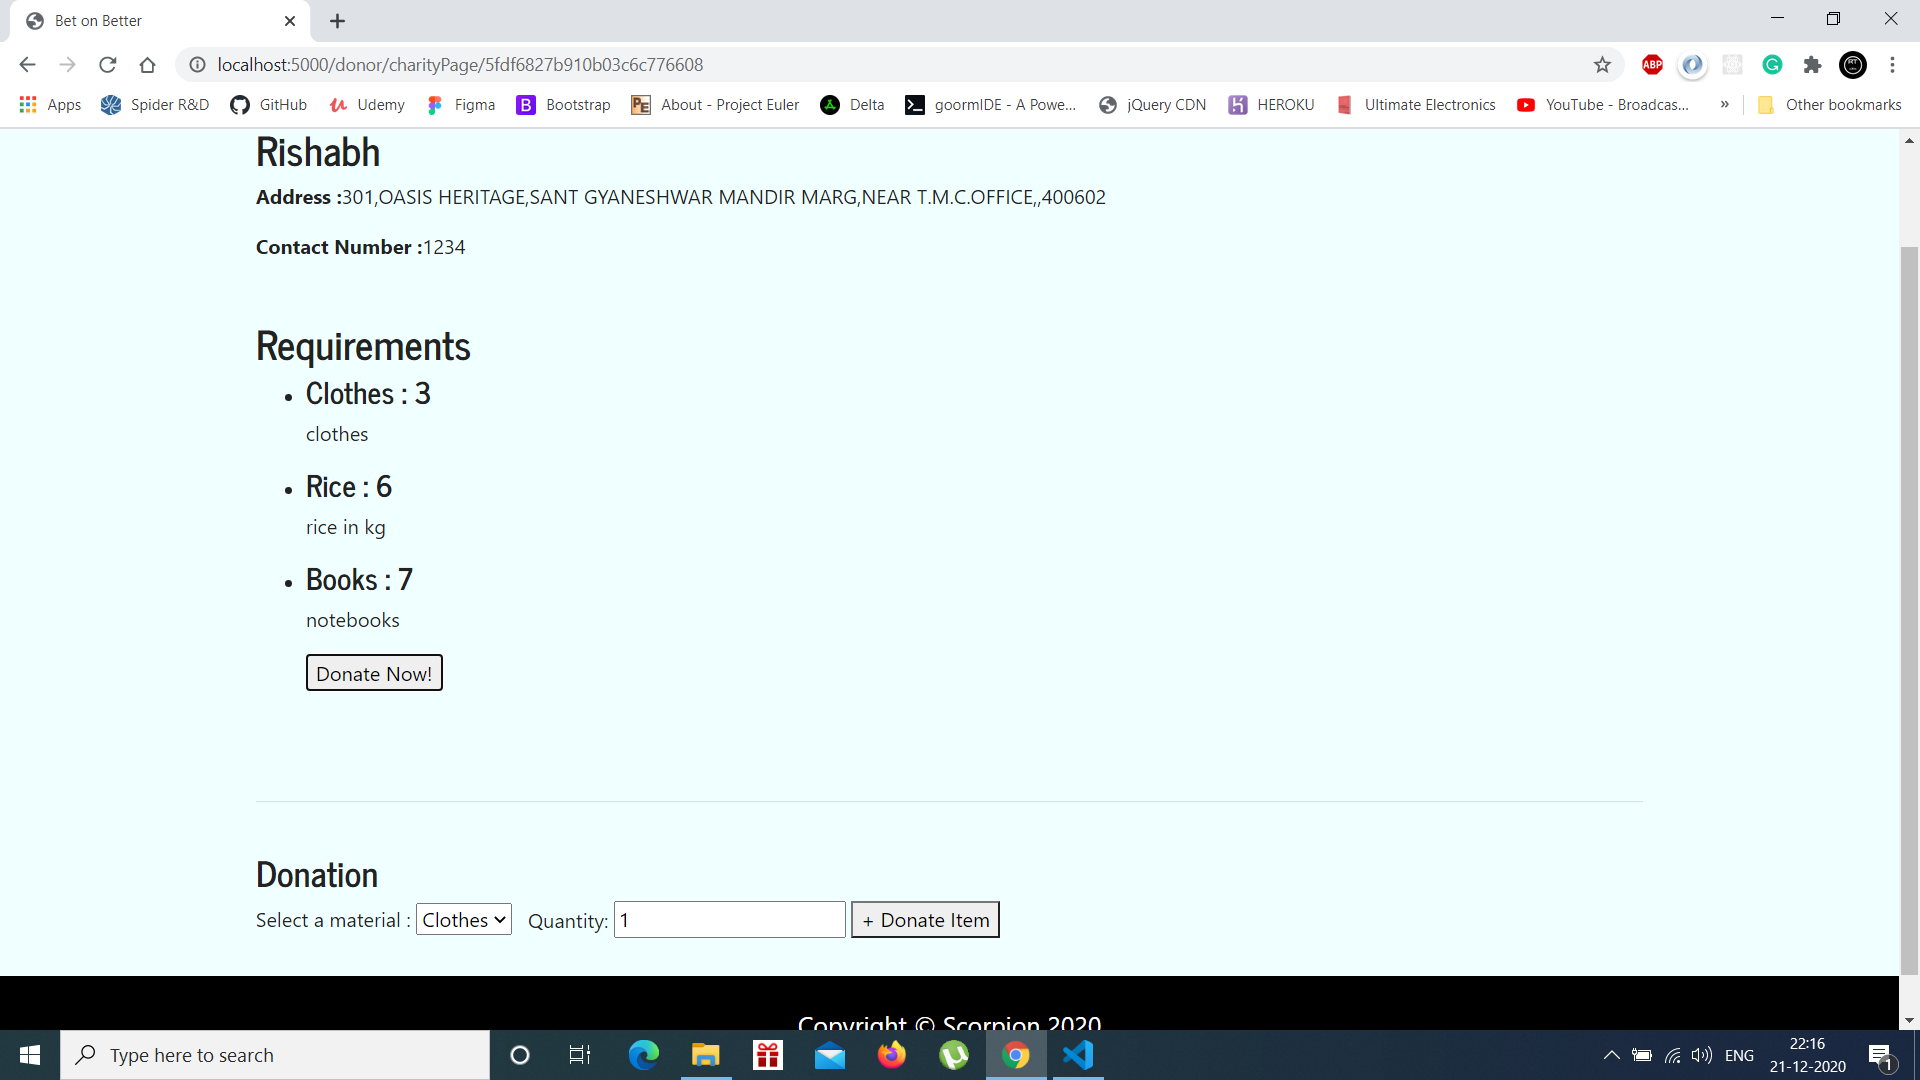 Bet on Better
localhost:5000/donor/charityPage/5fdf6827b910b03c6c776608
ABP
RT
Apps Spider R&D GitHub Udemy Figma Bootstrap About - Project Euler Delta goormIDE - A Powe... jQuery CDN HEROKU Ultimate Electronics YouTube - Broadcas... » Other bookmarks
Rishabh
Address :301,OASIS HERITAGE,SANT GYANESHWAR MANDIR MARG,NEAR T.M.C.OFFICE,,400602
Contact Number :1234
Requirements
• Clothes : 3
clothes
• Rice : 6
rice in kg
• Books : 7
notebooks
Donate Now!
Donation
Select a material : Clothes Quantity: 1 + Donate Item
Copyright © Scorpion 2020
Type here to search
ENG
22:16
21-12-2020
1